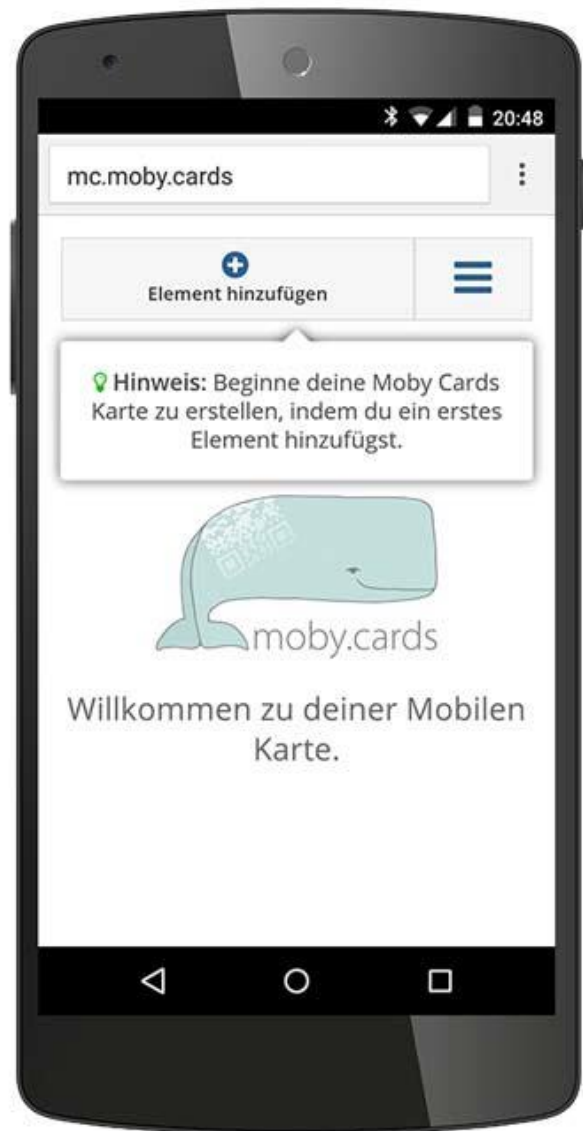 20:48
mc.moby.cards
Element hinzufügen
Hinweis: Beginne deine Moby Cards
Karte zu erstellen, indem du ein erstes
Element hinzufügst.
moby.cards
Willkommen zu deiner Mobilen
Karte.